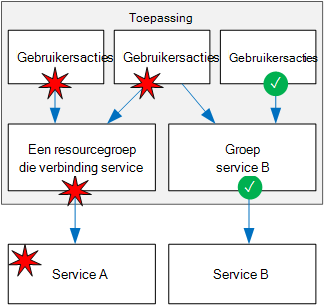 Toepassing
Gebruikersacties
Gebruikersacties
Gebruikersacties
Een resourcegroep
die verbinding service
Groep
service B
Service A
Service B